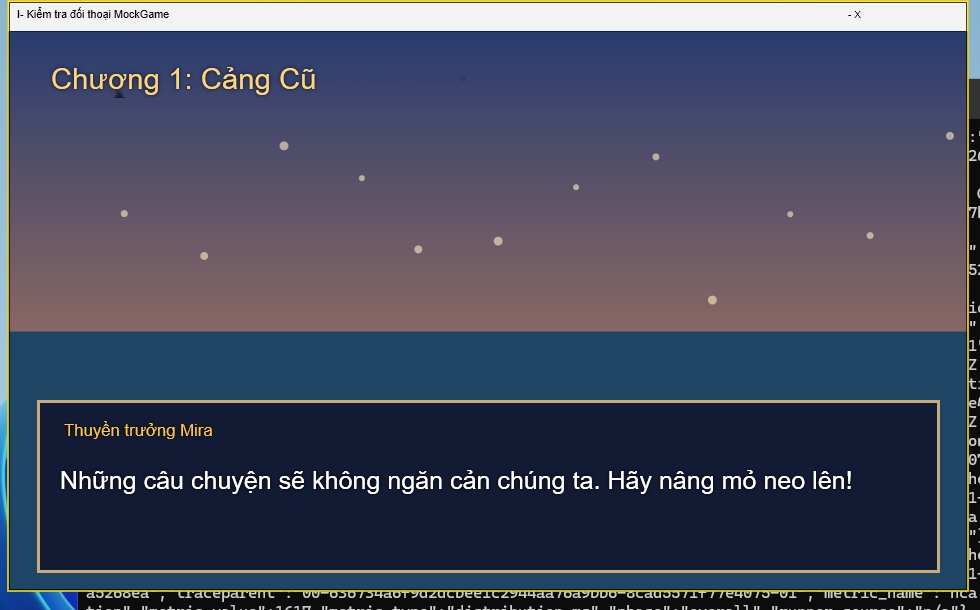 I- Kiểm tra đối thoại MockGame
- X
Chương 1: Cảng Cũ
Thuyền trưởng Mira
Những câu chuyện sẽ không ngăn cản chúng ta. Hãy nâng mỏ neo lên!